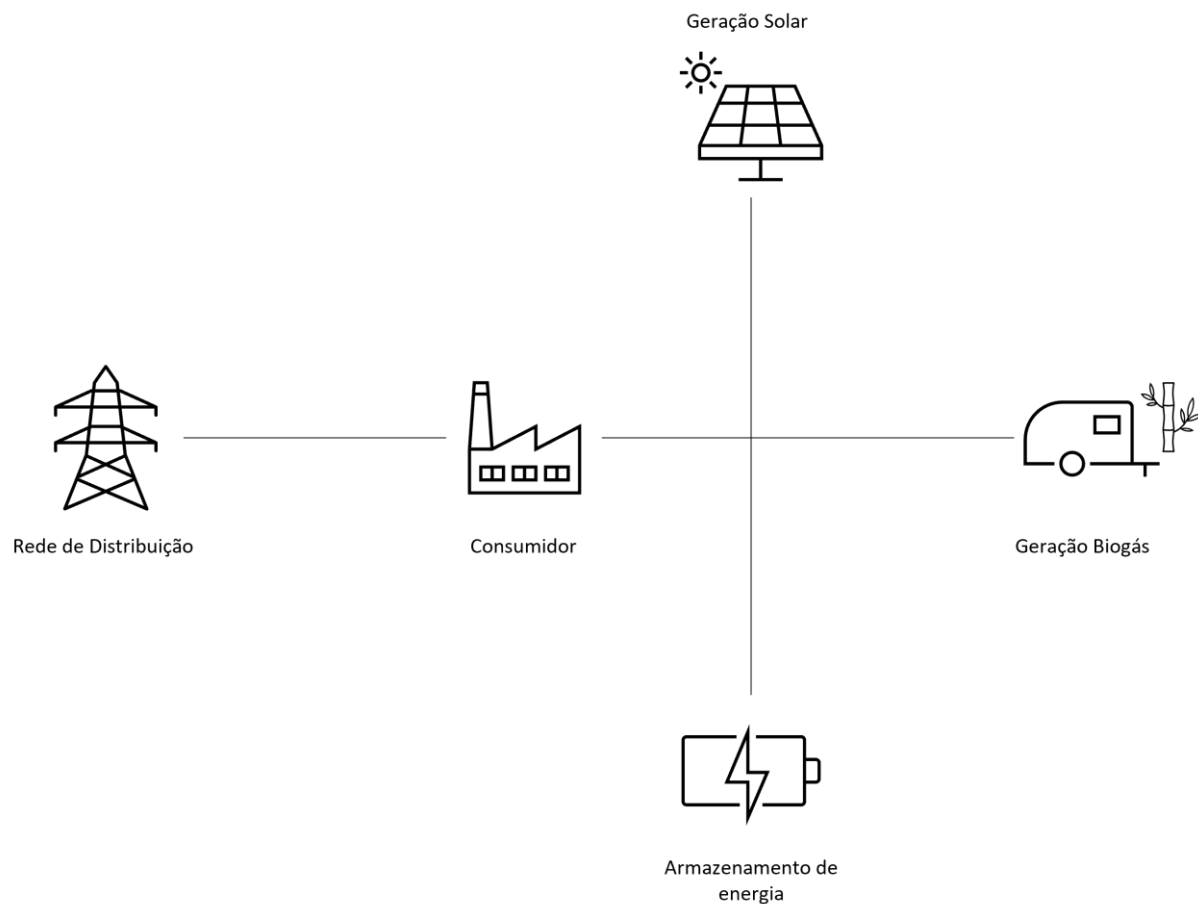 Geração Solar
Rede de Distribuição
Consumidor
Geração Biogás
Armazenamento de
energia